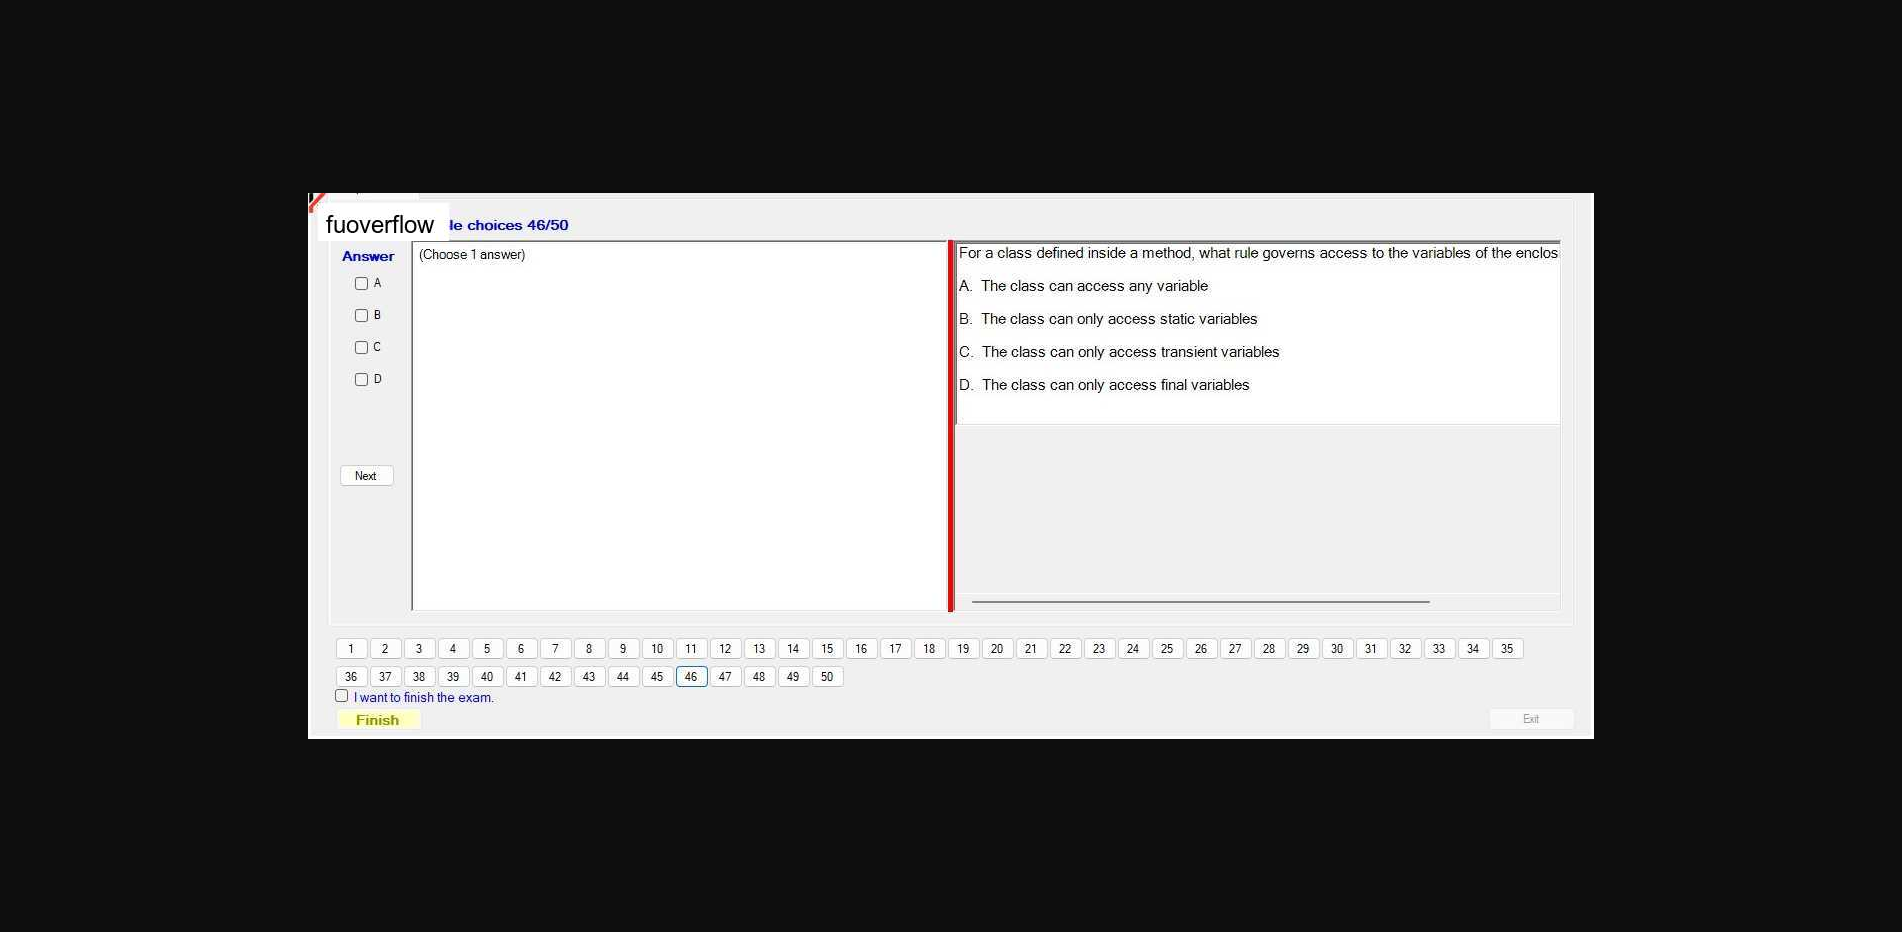 fuoverflow
le choices 46/50
Answer
(Choose 1 answer)
A
B
C
D
Next
For a class defined inside a method, what rule governs access to the variables of the enclos
A. The class can access any variable
B. The class can only access static variables
C. The class can only access transient variables
D. The class can only access final variables
1 2 3 4 5 6 7 8 9 10 11 12 13 14 15 16 17 18 19 20 21 22 23 24 25 26 27 28 29 30 31 32 33 34 35
36 37 38 39 40 41 42 43 44 45 46 47 48 49 50
I want to finish the exam.
Finish
Exit